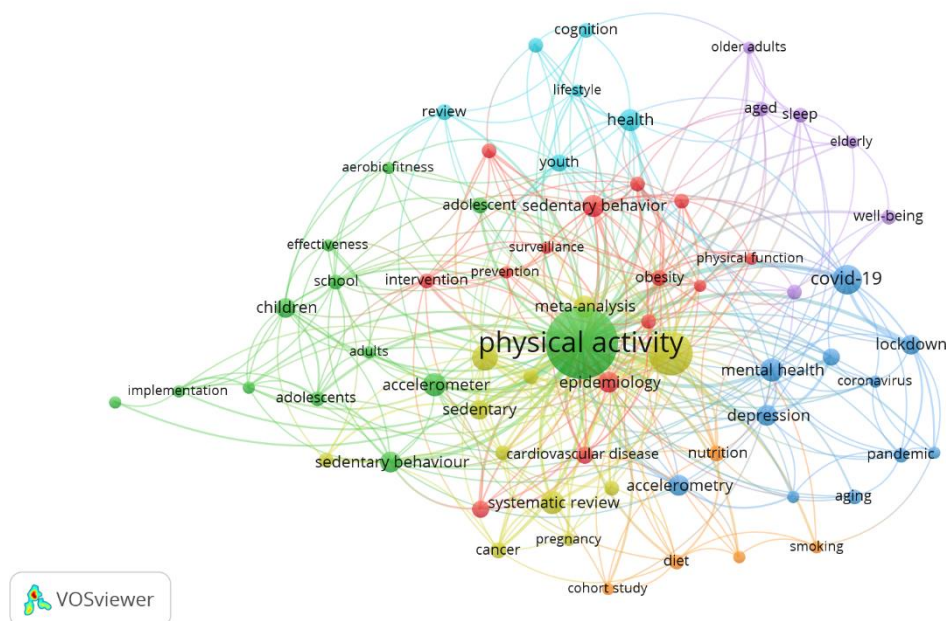 cognition
older adults
lifestyle
review
health
aged
sleep
elderly
aerobic fitness
youth
adolescent
sedentary behavior
well-being
effectiveness
surveillance
school
intervention
prevention
obesity
physical function
covid-19
children
meta-analysis
physical activity
lockdown
adults
mental health
implementation
adolescents
accelerometer
epidemiology
coronavirus
sedentary
depression
sedentary behaviour
cardiovascular disease
nutrition
pandemic
accelerometry
aging
systematic review
cancer
pregnancy
diet
smoking
cohort study
VOSviewer